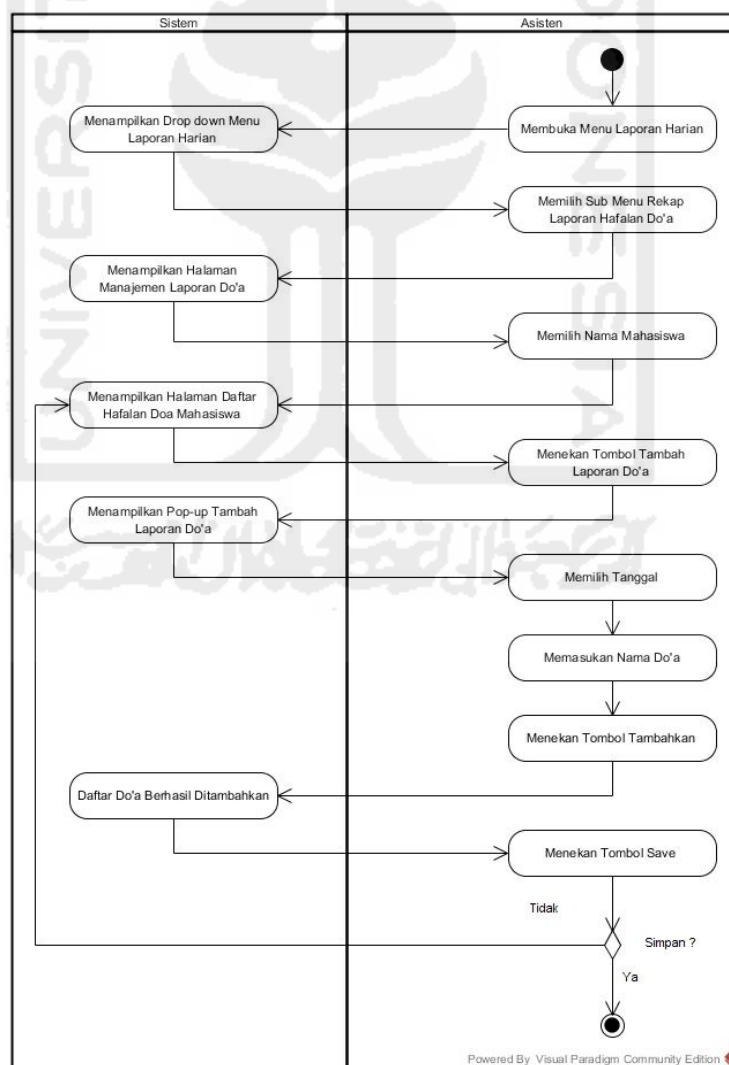 Sistem
Asisten
Membuka Menu Laporan Harian
Menampilkan Drop down Menu
Laporan Harian
Memilih Sub Menu Rekap
Laporan Hafalan Do'a
Menampilkan Halaman
Manajemen Laporan Do'a
Memilih Nama Mahasiswa
Menampilkan Halaman Daftar
Hafalan Doa Mahasiswa
Menekan Tombol Tambah
Laporan Do'a
Menampilkan Pop-up Tambah
Laporan Do'a
Memilih Tanggal
Memasukan Nama Do'a
Menekan Tombol Tambahkan
Daftar Do'a Berhasil Ditambahkan
Menekan Tombol Save
Tidak
Simpan ?
Ya
Powered By Visual Paradigm Community Edition
UNIVERSIT
DONESIA